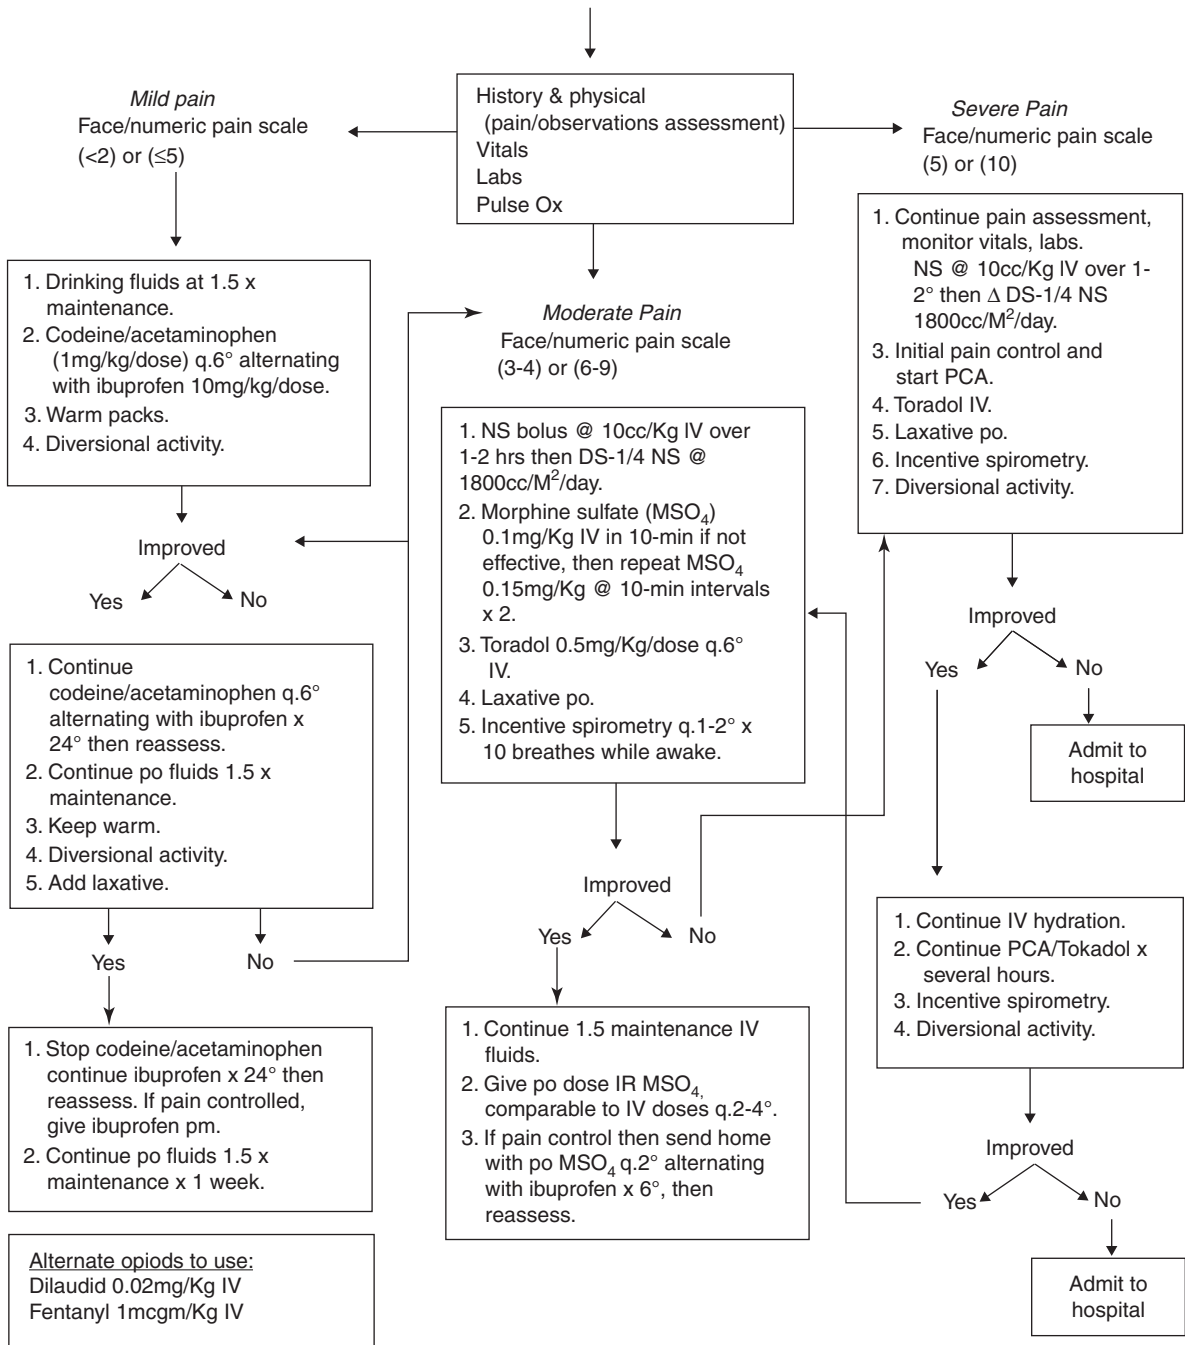 History & physical
(pain/observations assessment)
Vitals
Labs
Pulse Ox
Mild pain
Face/numeric pain scale
(<2) or (≤5)
1. Drinking fluids at 1.5 x
maintenance.
2. Codeine/acetaminophen
(1mg/kg/dose) q.6° alternating
with ibuprofen 10mg/kg/dose.
3. Warm packs.
4. Diversional activity.
Improved
Yes
No
1. Continue
codeine/acetaminophen q.6°
alternating with ibuprofen x
24° then reassess.
2. Continue po fluids 1.5 x
maintenance.
3. Keep warm.
4. Diversional activity.
5. Add laxative.
Yes
No
1. Stop codeine/acetaminophen
continue ibuprofen x 24° then
reassess. If pain controlled,
give ibuprofen pm.
2. Continue po fluids 1.5 x
maintenance x 1 week.
Alternate opiods to use:
Dilaudid 0.02mg/Kg IV
Fentanyl 1mcgm/Kg IV
Moderate Pain
Face/numeric pain scale
(3-4) or (6-9)
1. NS bolus @ 10cc/Kg IV over
1-2 hrs then DS-1/4 NS @
1800cc/M²/day.
2. Morphine sulfate (MSO₄)
0.1mg/Kg IV in 10-min if not
effective, then repeat MSO₄
0.15mg/Kg @ 10-min intervals
x 2.
3. Toradol 0.5mg/Kg/dose q.6°
IV.
4. Laxative po.
5. Incentive spirometry q.1-2° x
10 breathes while awake.
Improved
Yes
No
1. Continue 1.5 maintenance IV
fluids.
2. Give po dose IR MSO₄,
comparable to IV doses q.2-4°.
3. If pain control then send home
with po MSO₄ q.2° alternating
with ibuprofen x 6°, then
reassess.
Severe Pain
Face/numeric pain scale
(5) or (10)
1. Continue pain assessment,
monitor vitals, labs.
NS @ 10cc/Kg IV over 1-
2° then Δ DS-1/4 NS
1800cc/M²/day.
3. Initial pain control and
start PCA.
4. Toradol IV.
5. Laxative po.
6. Incentive spirometry.
7. Diversional activity.
Improved
Yes
No
Admit to
hospital
1. Continue IV hydration.
2. Continue PCA/Tokadol x
several hours.
3. Incentive spirometry.
4. Diversional activity.
Improved
Yes
No
Admit to
hospital